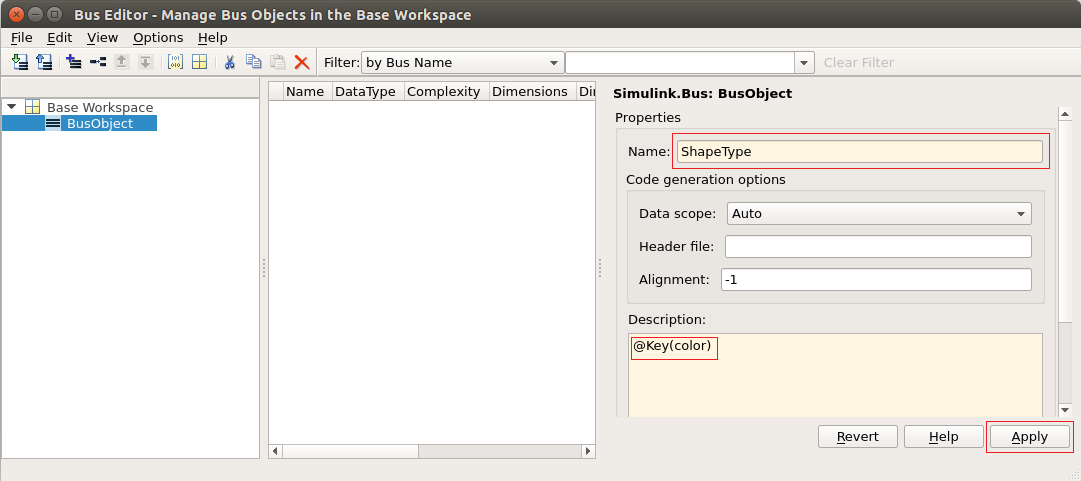 Bus Editor - Manage Bus Objects in the Base Workspace
File Edit View Options Help
Filter: by Bus Name Clear Filter
Base Workspace
BusObject
Name DataType Complexity Dimensions Dir
Simulink.Bus: BusObject
Properties
Name: ShapeType
Code generation options
Data scope: Auto
Header file:
Alignment: -1
Description:
@Key(color)
Revert Help Apply